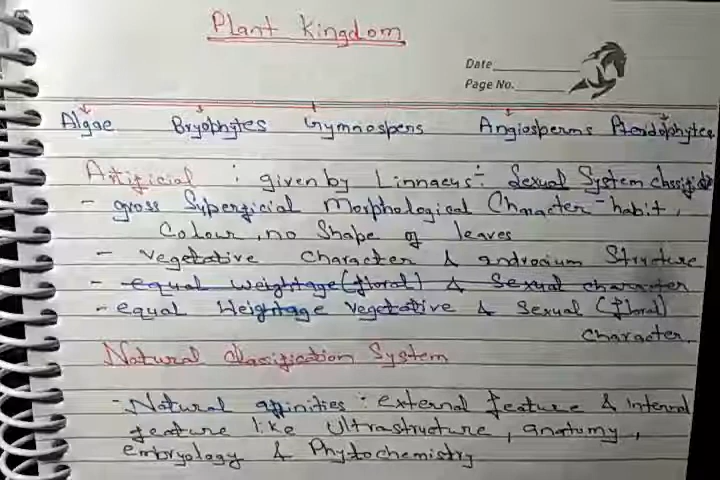 Plant Kingdom
Date
Page No.
Algae Bryophytes Gymnosperms Angiosperms Pteridophytes
Artificial : given by Linnaeus - Sexual System classific
- gross Superficial Morphological Character - habit,
Colour, no Shape of leaves
- vegetative Character & androcium Structure
- equal weightage (floral) & Sexual character
- equal Weightage vegetative & Sexual (floral)
character.
Natural Classification System
- Natural affinities : external feature & Internal
feature like Ultrastructure, anatomy,
embryology & Phytochemistry